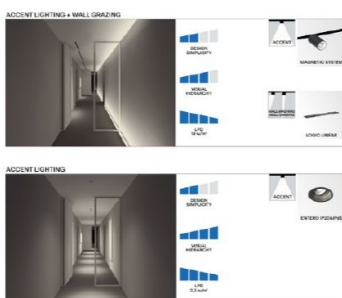 ACCENT LIGHTING + WALL GRAZING
DESIGN
SIMPLICITY
VISUAL
HIERARCHY
LPD
ACCENT
MAGNETIC SYSTEM
LOGICO LINEAR
ACCENT LIGHTING
DESIGN
SIMPLICITY
VISUAL
HIERARCHY
LPD
ACCENT